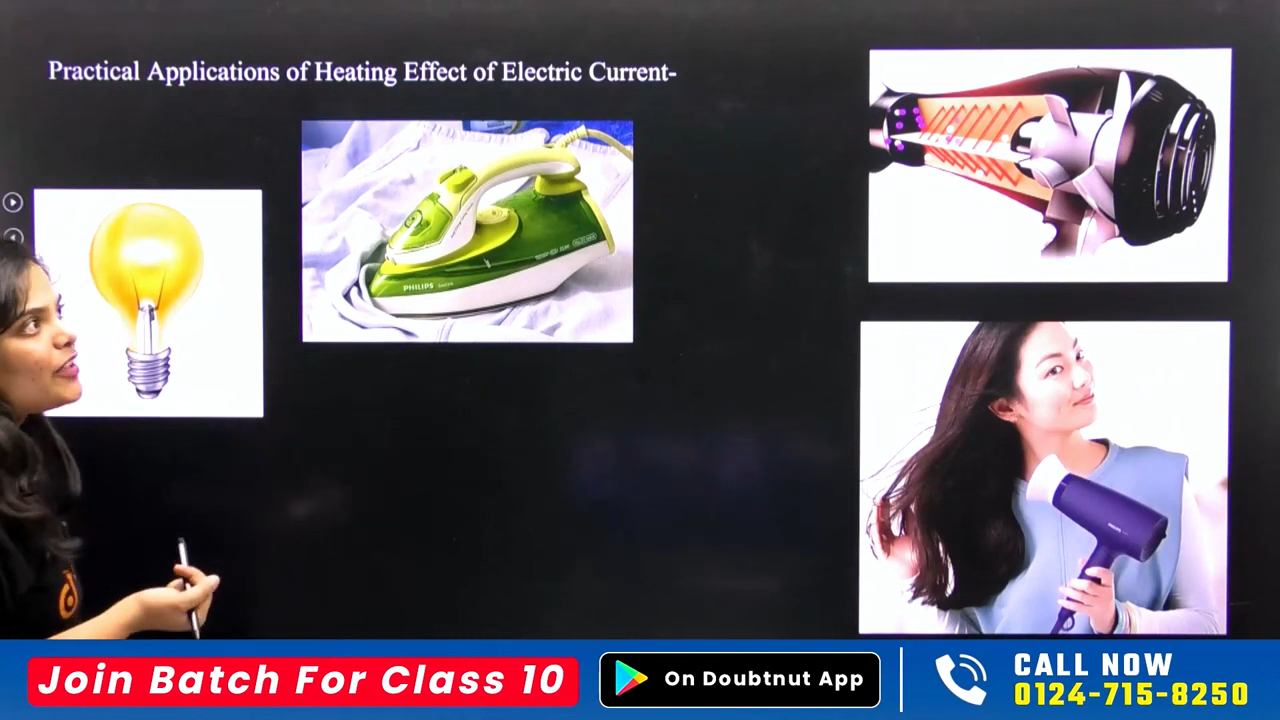 Practical Applications of Heating Effect of Electric Current-
PHILIPS
Join Batch For Class 10
On Doubtnut App
CALL NOW
0124-715-8250